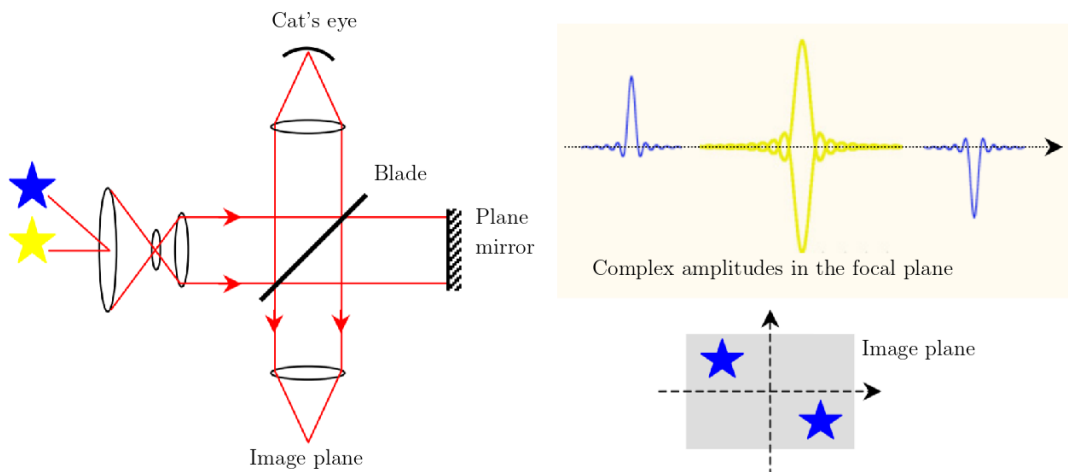 Cat's eye
Blade
Plane
mirror
Image plane
Complex amplitudes in the focal plane
Image plane